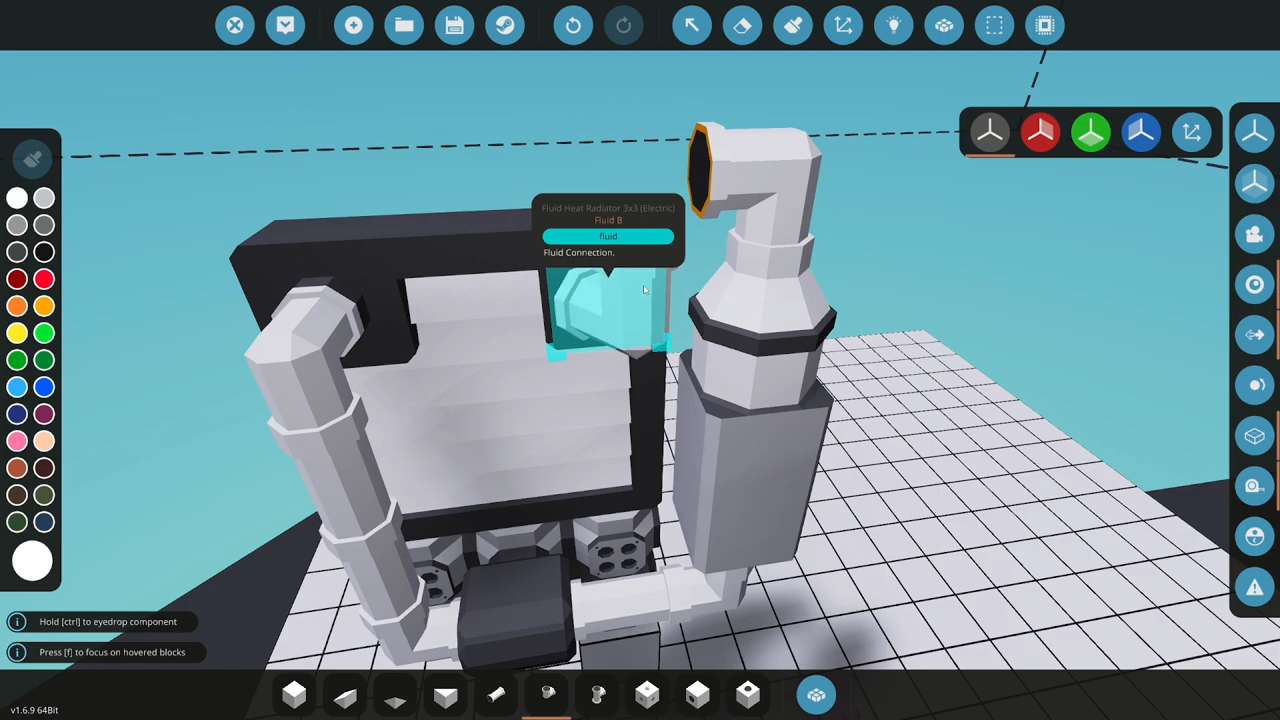 Fluid Heat Radiator 3x3 (Electric)
Fluid B
fluid
Fluid Connection.
Hold [ctrl] to eyedrop component
Press [f] to focus on hovered blocks
v1.6.9 64Bit